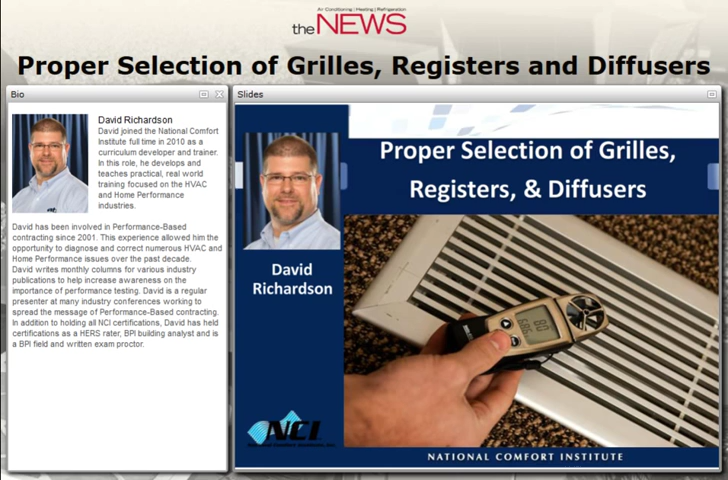 Air Conditioning | Heating | Refrigeration
the NEWS
Proper Selection of Grilles, Registers and Diffusers
Bio
David Richardson
David joined the National Comfort
Institute full time in 2010 as a
curriculum developer and trainer.
In this role, he develops and
teaches practical, real world
training focused on the HVAC
and Home Performance
industries.
David has been involved in Performance-Based
contracting since 2001. This experience allowed him the
opportunity to diagnose and correct numerous HVAC and
Home Performance issues over the past decade.
David writes monthly columns for various industry
publications to help increase awareness on the
importance of performance testing. David is a regular
presenter at many industry conferences working to
spread the message of Performance-Based contracting.
In addition to holding all NCI certifications, David has held
certifications as a HERS rater, BPI building analyst and is
a BPI field and written exam proctor.
Slides
Proper Selection of Grilles,
Registers, & Diffusers
David
Richardson
80
685
NCI
NATIONAL COMFORT INSTITUTE